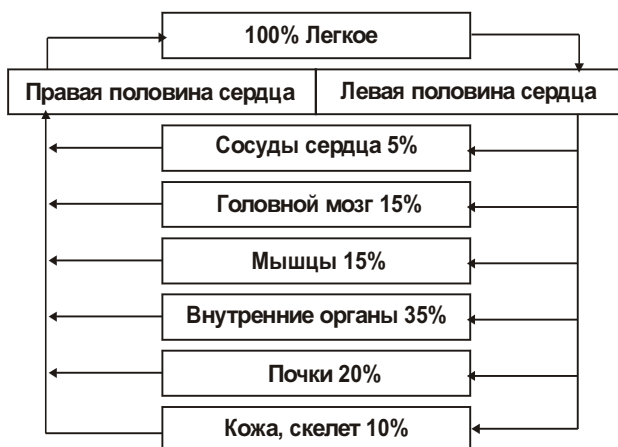 100% Легкое
Правая половина сердца
Левая половина сердца
Сосуды сердца 5%
Головной мозг 15%
Мышцы 15%
Внутренние органы 35%
Почки 20%
Кожа, скелет 10%